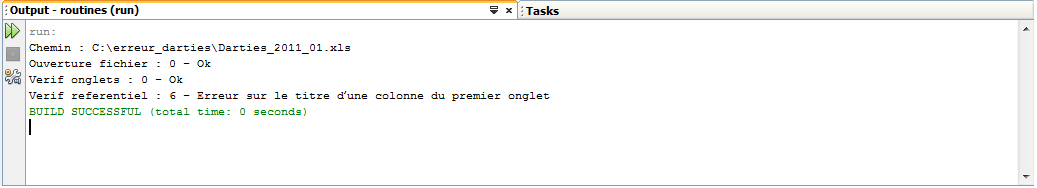 Output - routines (run)
Tasks
run:
Chemin : C:\erreur_darties\Darties_2011_01.xls
Ouverture fichier : 0 - Ok
Verif onglets : 0 - Ok
Verif referentiel : 6 - Erreur sur le titre d'une colonne du premier onglet
BUILD SUCCESSFUL (total time: 0 seconds)